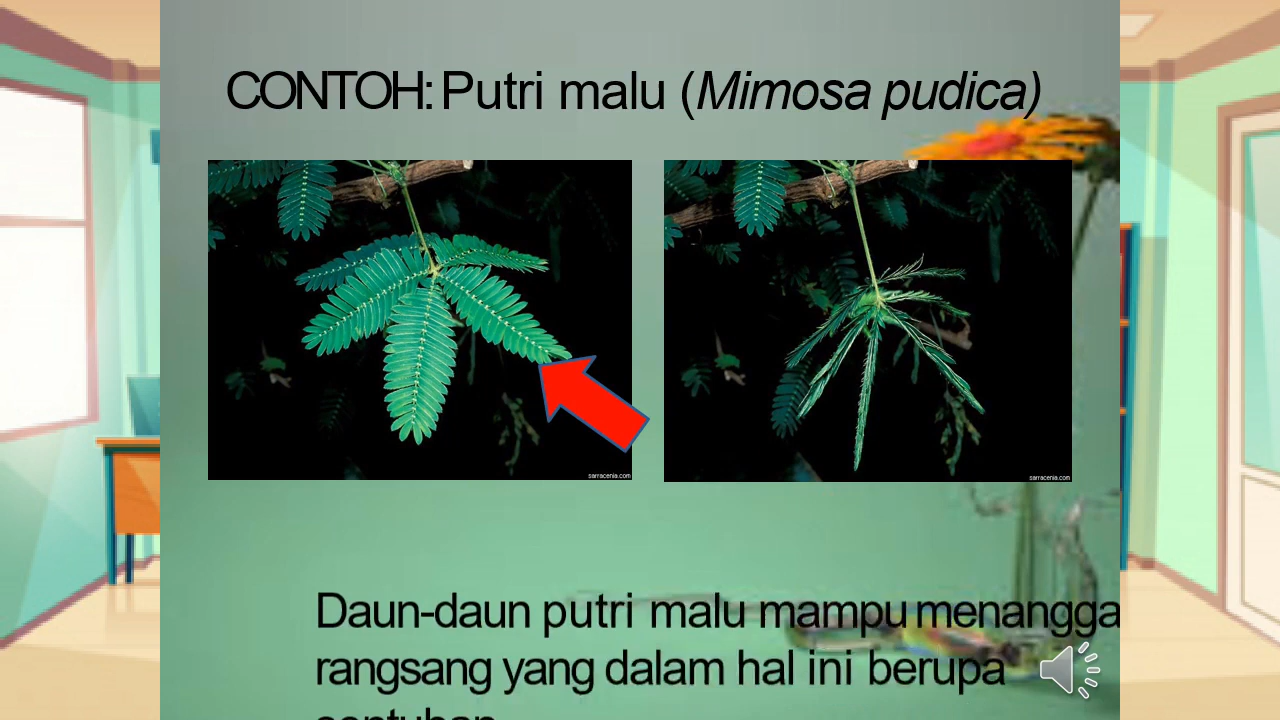 CONTOH: Putri malu (Mimosa pudica)
sarracenia.com
sarracenia.com
Daun-daun putri malu mampu menangga
rangsang yang dalam hal ini berupa